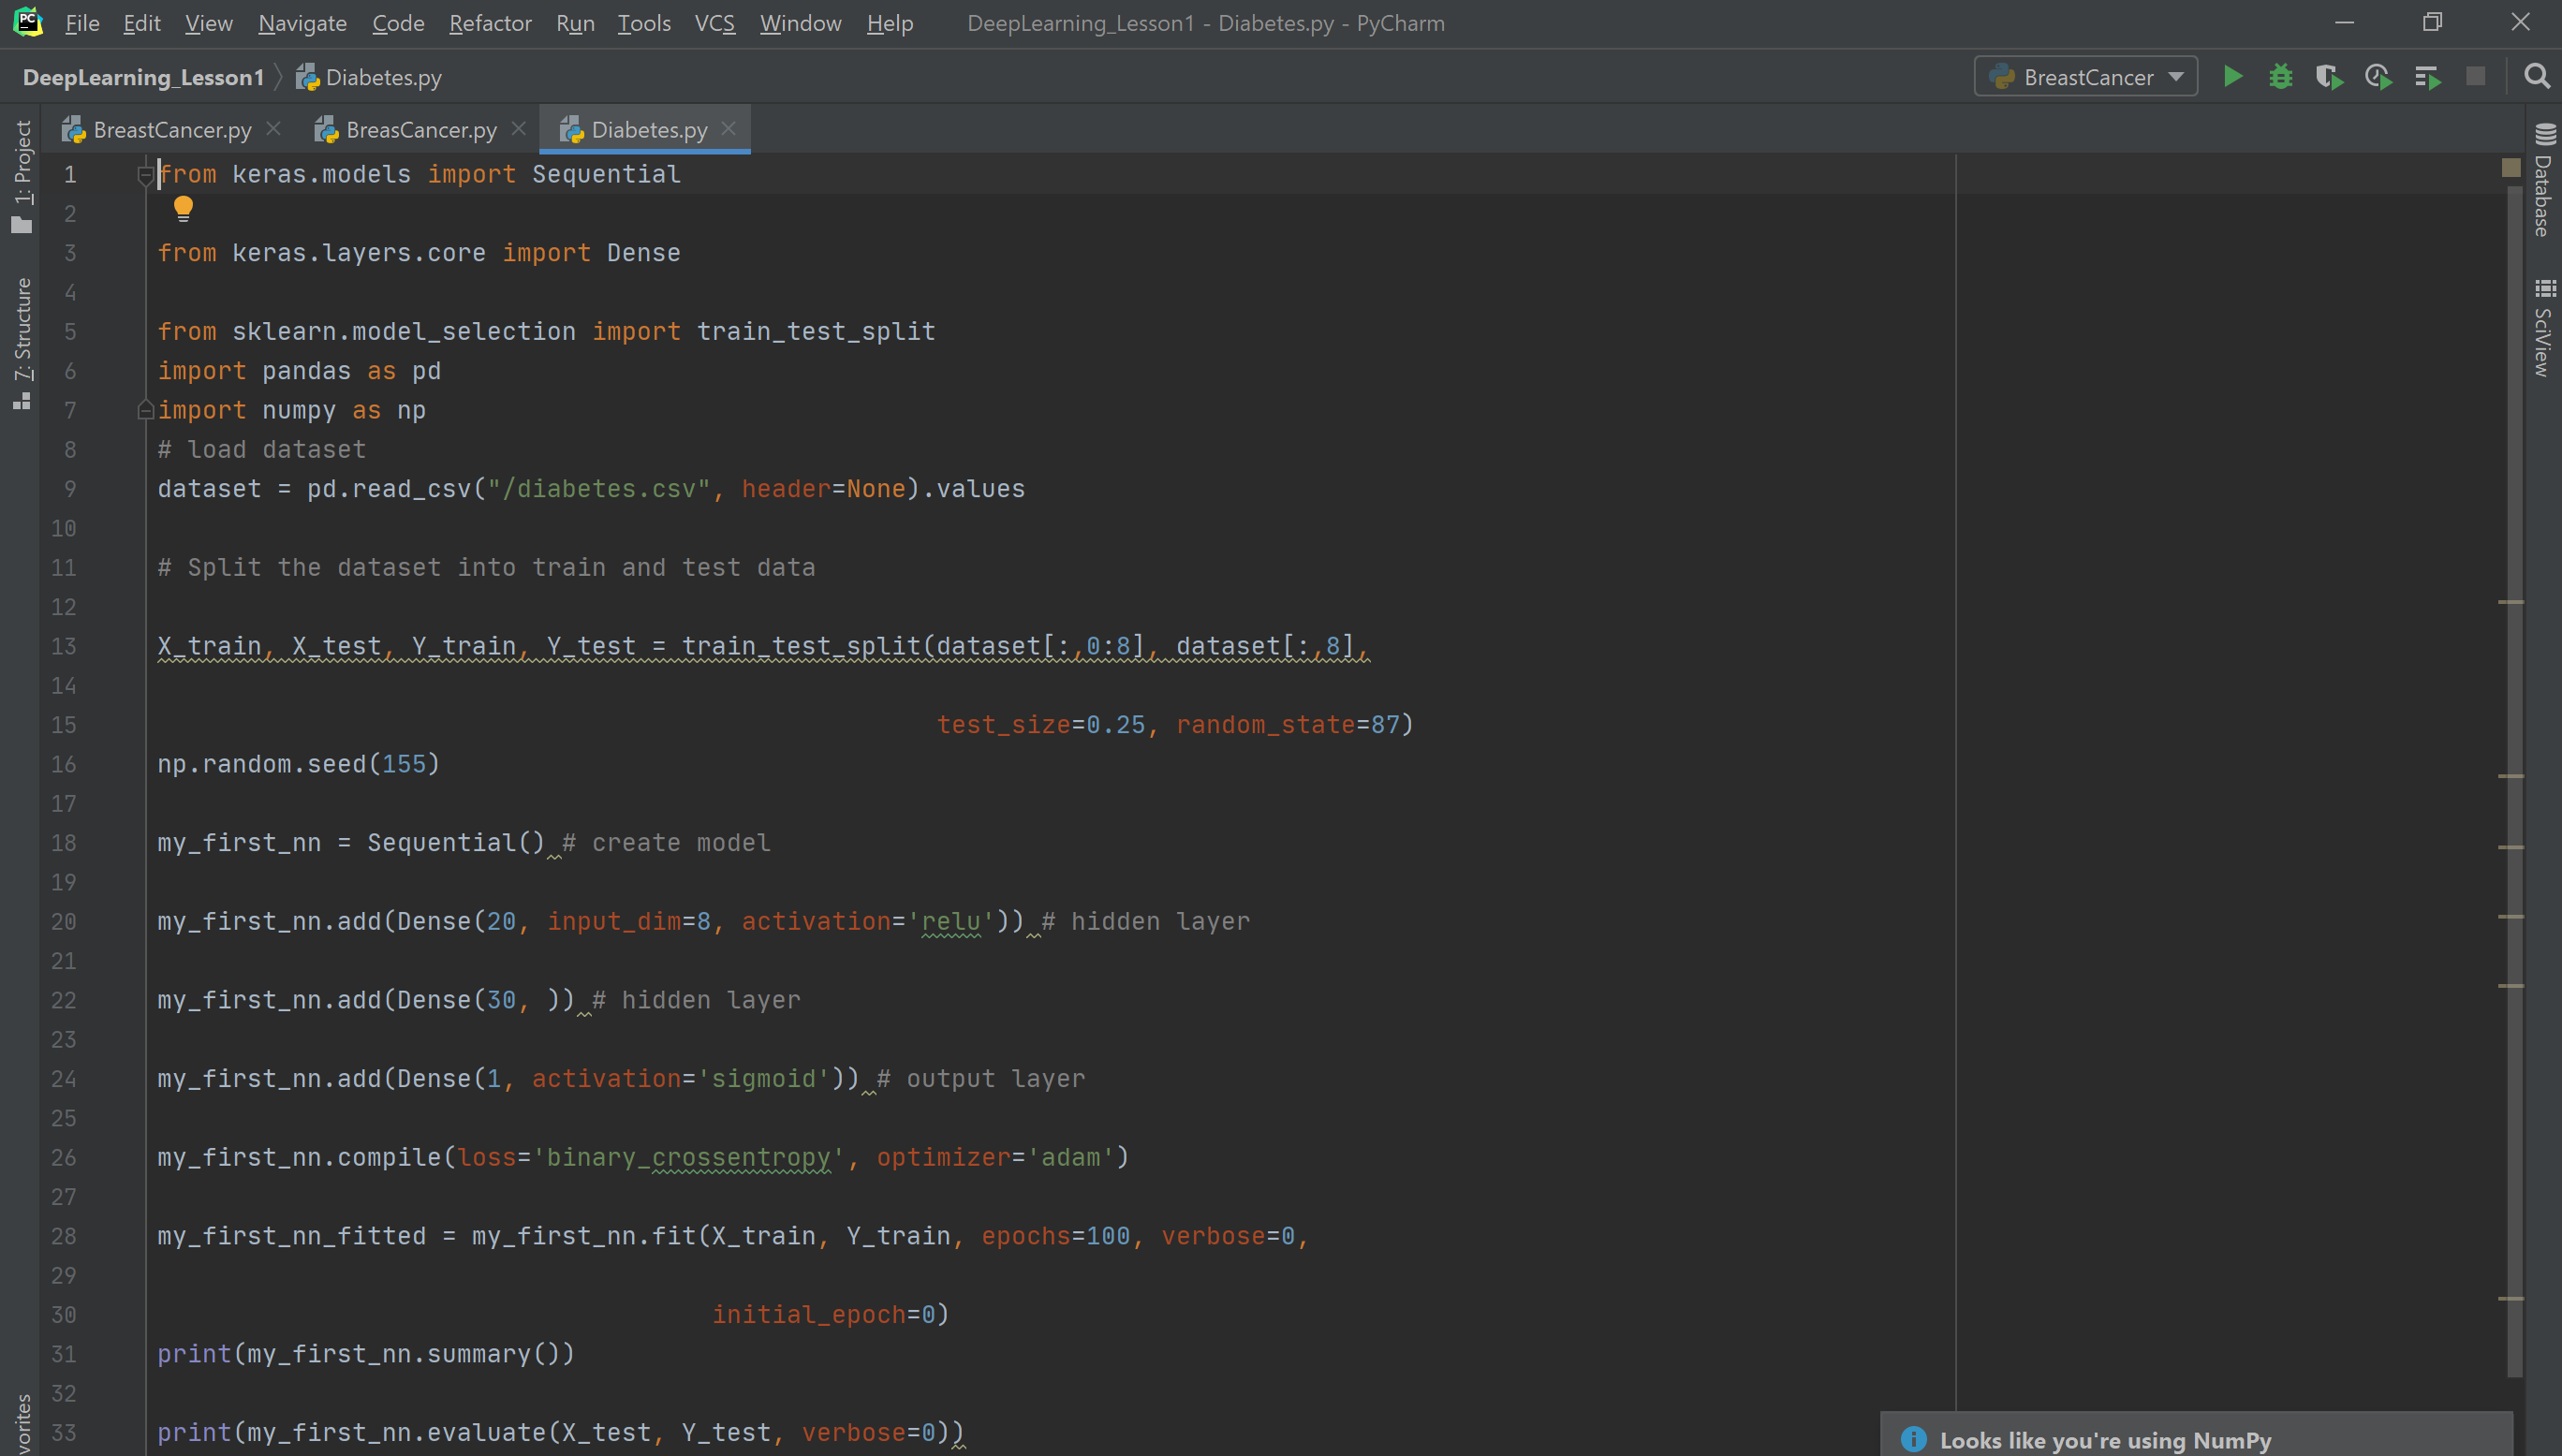 PC File Edit View Navigate Code Refactor Run Tools VCS Window Help DeepLearning_Lesson1 - Diabetes.py - PyCharm
DeepLearning_Lesson1 Diabetes.py BreastCancer
BreastCancer.py BreasCancer.py Diabetes.py
1: Project
7: Structure
vorites
Database
SciView
1 from keras.models import Sequential
2
3 from keras.layers.core import Dense
4
5 from sklearn.model_selection import train_test_split
6 import pandas as pd
7 import numpy as np
8 # load dataset
9 dataset = pd.read_csv("/diabetes.csv", header=None).values
10
11 # Split the dataset into train and test data
12
13 X_train, X_test, Y_train, Y_test = train_test_split(dataset[:,0:8], dataset[:,8],
14
15 test_size=0.25, random_state=87)
16 np.random.seed(155)
17
18 my_first_nn = Sequential() # create model
19
20 my_first_nn.add(Dense(20, input_dim=8, activation='relu')) # hidden layer
21
22 my_first_nn.add(Dense(30, )) # hidden layer
23
24 my_first_nn.add(Dense(1, activation='sigmoid')) # output layer
25
26 my_first_nn.compile(loss='binary_crossentropy', optimizer='adam')
27
28 my_first_nn_fitted = my_first_nn.fit(X_train, Y_train, epochs=100, verbose=0,
29
30 initial_epoch=0)
31 print(my_first_nn.summary())
32
33 print(my_first_nn.evaluate(X_test, Y_test, verbose=0))
Looks like you're using NumPy